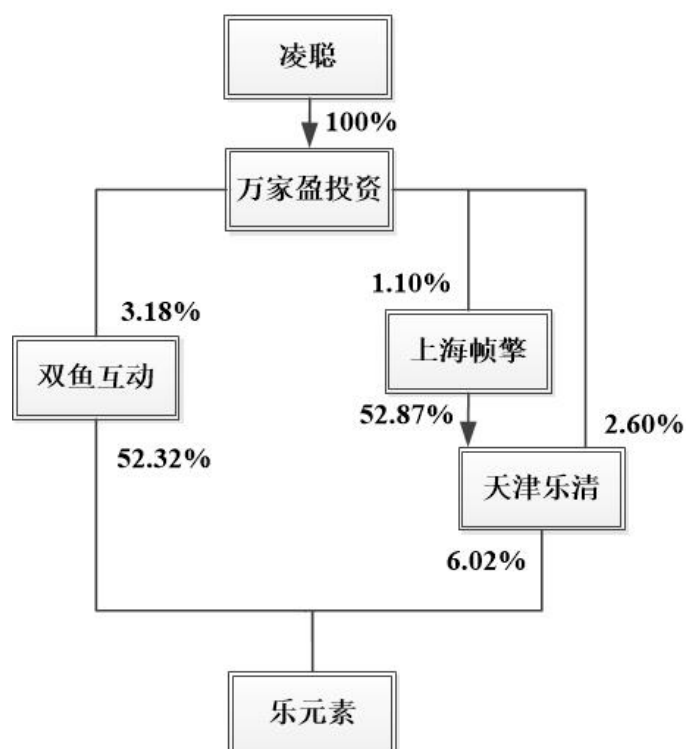 凌聪
100%
万家盈投资
3.18%
1.10%
双鱼互动
上海帧擎
52.32%
52.87%
2.60%
天津乐清
6.02%
乐元素